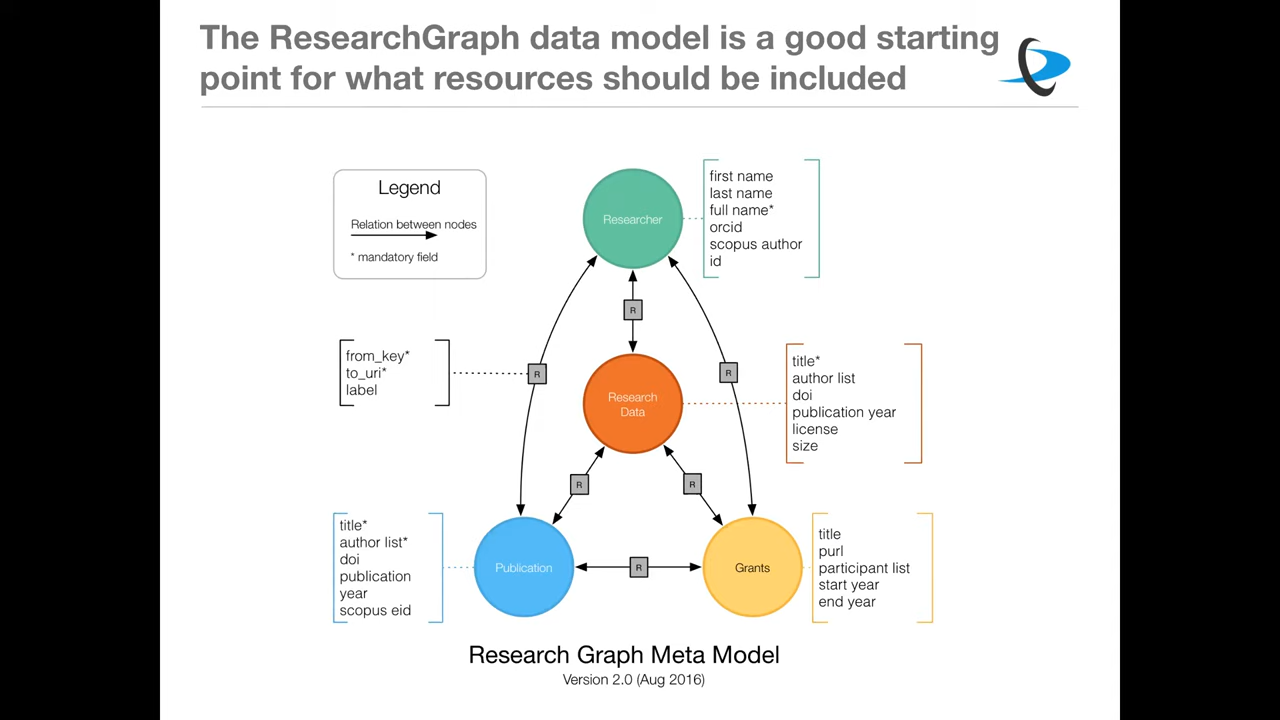 The ResearchGraph data model is a good starting
point for what resources should be included
Legend
Relation between nodes
* mandatory field
Researcher
first name
last name
full name*
orcid
scopus author
id
R
from_key*
to_uri*
label
R
R
Research
Data
title*
author list
doi
publication year
license
size
R
R
title*
author list*
doi
publication
year
scopus eid
Publication
R
Grants
title
purl
participant list
start year
end year
Research Graph Meta Model
Version 2.0 (Aug 2016)